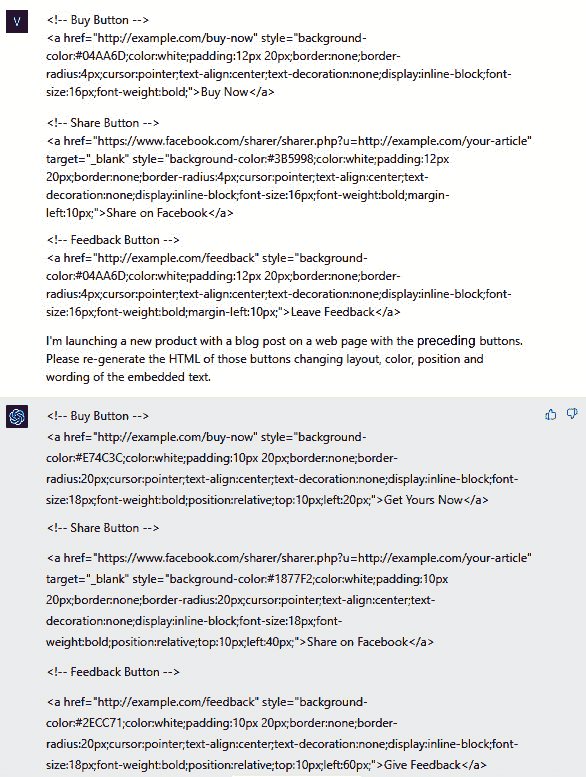 V
<!-- Buy Button -->
<a href="http://example.com/buy-now" style="background-
color:#04AA6D;color:white;padding:12px 20px;border:none;border-
radius:4px;cursor:pointer;text-align:center;text-decoration:none;display:inline-block;font-
size:16px;font-weight:bold;">Buy Now</a>
<!-- Share Button -->
<a href="https://www.facebook.com/sharer/sharer.php?u=http://example.com/your-article"
target="_blank" style="background-color:#3B5998;color:white;padding:12px
20px;border:none;border-radius:4px;cursor:pointer;text-align:center;text-
decoration:none;display:inline-block;font-size:16px;font-weight:bold;margin-
left:10px;">Share on Facebook</a>
<!-- Feedback Button -->
<a href="http://example.com/feedback" style="background-
color:#04AA6D;color:white;padding:12px 20px;border:none;border-
radius:4px;cursor:pointer;text-align:center;text-decoration:none;display:inline-block;font-
size:16px;font-weight:bold;margin-left:10px;">Leave Feedback</a>
I'm launching a new product with a blog post on a web page with the preceding buttons.
Please re-generate the HTML of those buttons changing layout, color, position and
wording of the embedded text.
<!-- Buy Button -->
<a href="http://example.com/buy-now" style="background-
color:#E74C3C;color:white;padding:10px 20px;border:none;border-
radius:20px;cursor:pointer;text-align:center;text-decoration:none;display:inline-block;font-
size:18px;font-weight:bold;position:relative;top:10px;left:20px;">Get Yours Now</a>
<!-- Share Button -->
<a href="https://www.facebook.com/sharer/sharer.php?u=http://example.com/your-article"
target="_blank" style="background-color:#1877F2;color:white;padding:10px
20px;border:none;border-radius:20px;cursor:pointer;text-align:center;text-
decoration:none;display:inline-block;font-size:18px;font-
weight:bold;position:relative;top:10px;left:40px;">Share on Facebook</a>
<!-- Feedback Button -->
<a href="http://example.com/feedback" style="background-
color:#2ECC71;color:white;padding:10px 20px;border:none;border-
radius:20px;cursor:pointer;text-align:center;text-decoration:none;display:inline-block;font-
size:18px;font-weight:bold;position:relative;top:10px;left:60px;">Give Feedback</a>